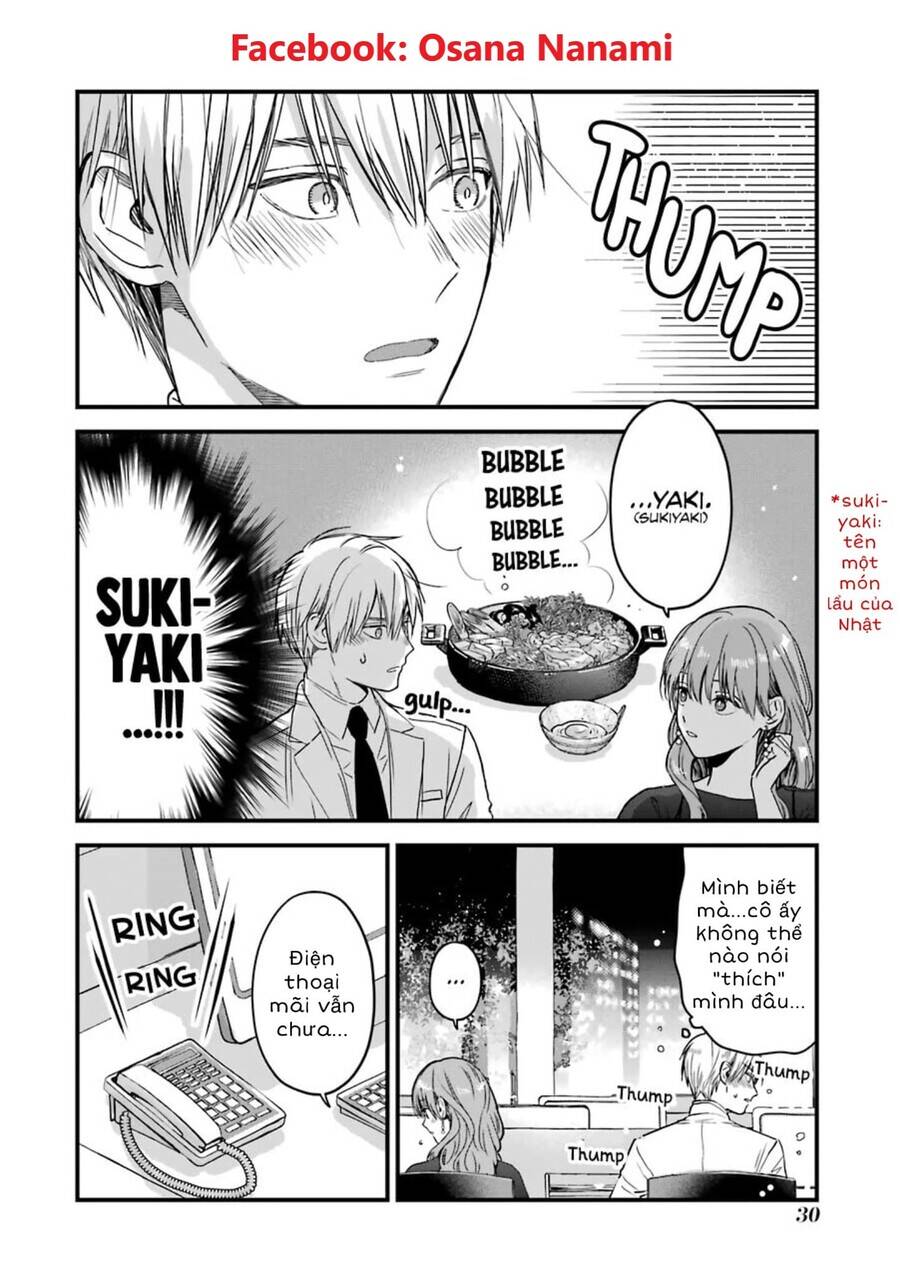 Facebook: Osana Nanami
THUMP
...YAKI.
(SUKIYAKI)
BUBBLE
BUBBLE
BUBBLE
BUBBLE...
*suki-
yaki:
tên
một
món
lẩu của
Nhật
SUKI-
YAKI
...!!!
gulp...
RING
RING
Điện
thoại
mãi vẫn
chưa...
Mình biết
mà...cô ấy
không thể
nào nói
"thích"
mình đâu...
...
Thump
Thump
Thump
30